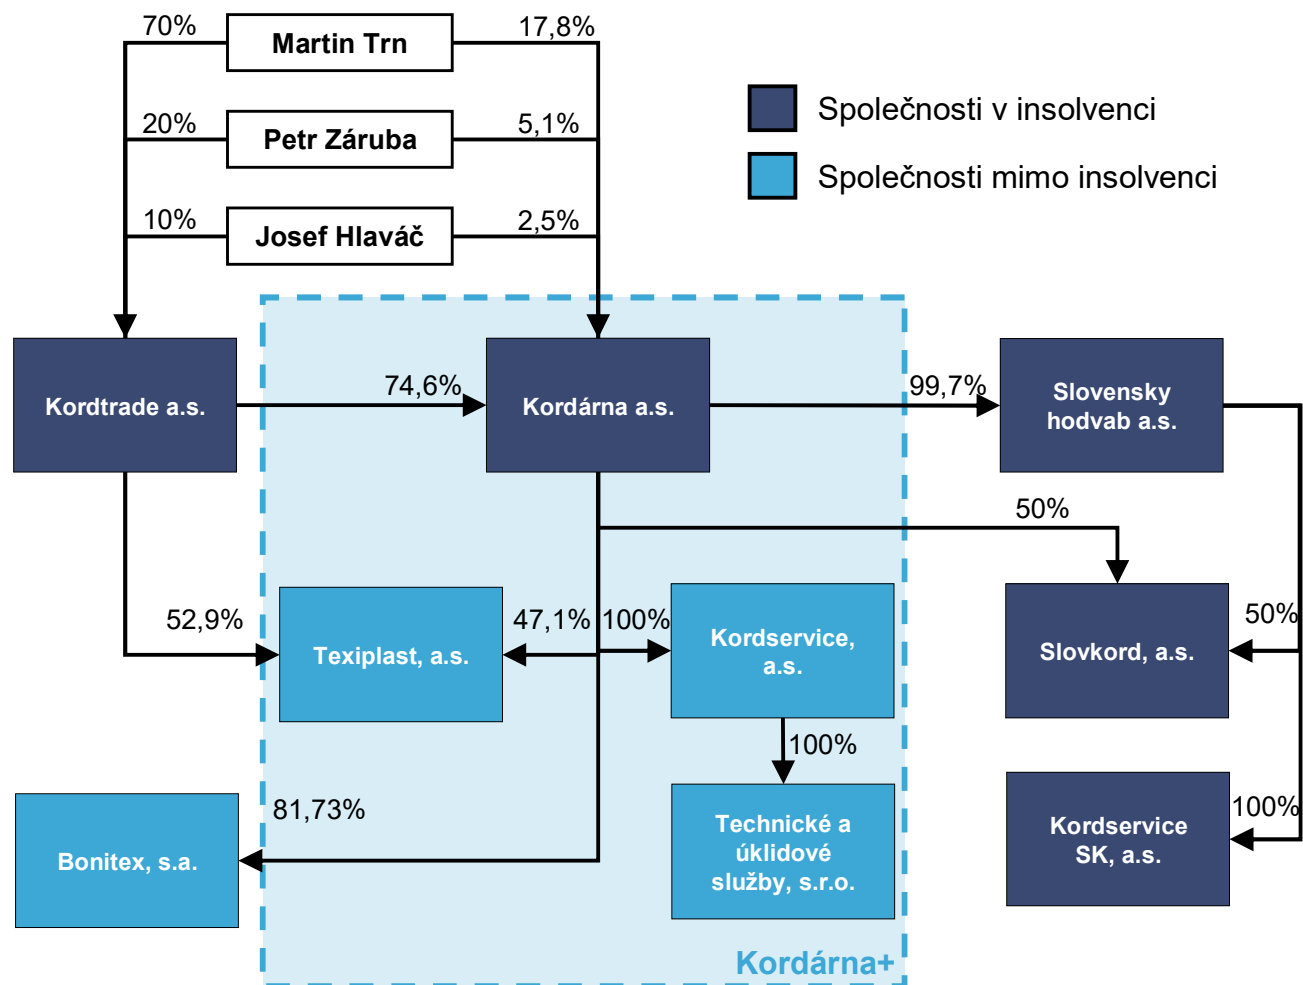 70%
Martin Trn
17,8%
20%
Petr Záruba
5,1%
10%
Josef Hlaváč
2,5%
Společnosti v insolvenci
Společnosti mimo insolvenci
Kordtrade a.s.
74,6%
Kordárna a.s.
99,7%
Slovensky
hodvab a.s.
50%
52,9%
Texiplast, a.s.
47,1%
100%
Kordservice,
a.s.
Slovkord, a.s.
50%
100%
81,73%
Bonitex, s.a.
Technické a
úklidové
služby, s.r.o.
Kordservice
SK, a.s.
100%
Kordárna+